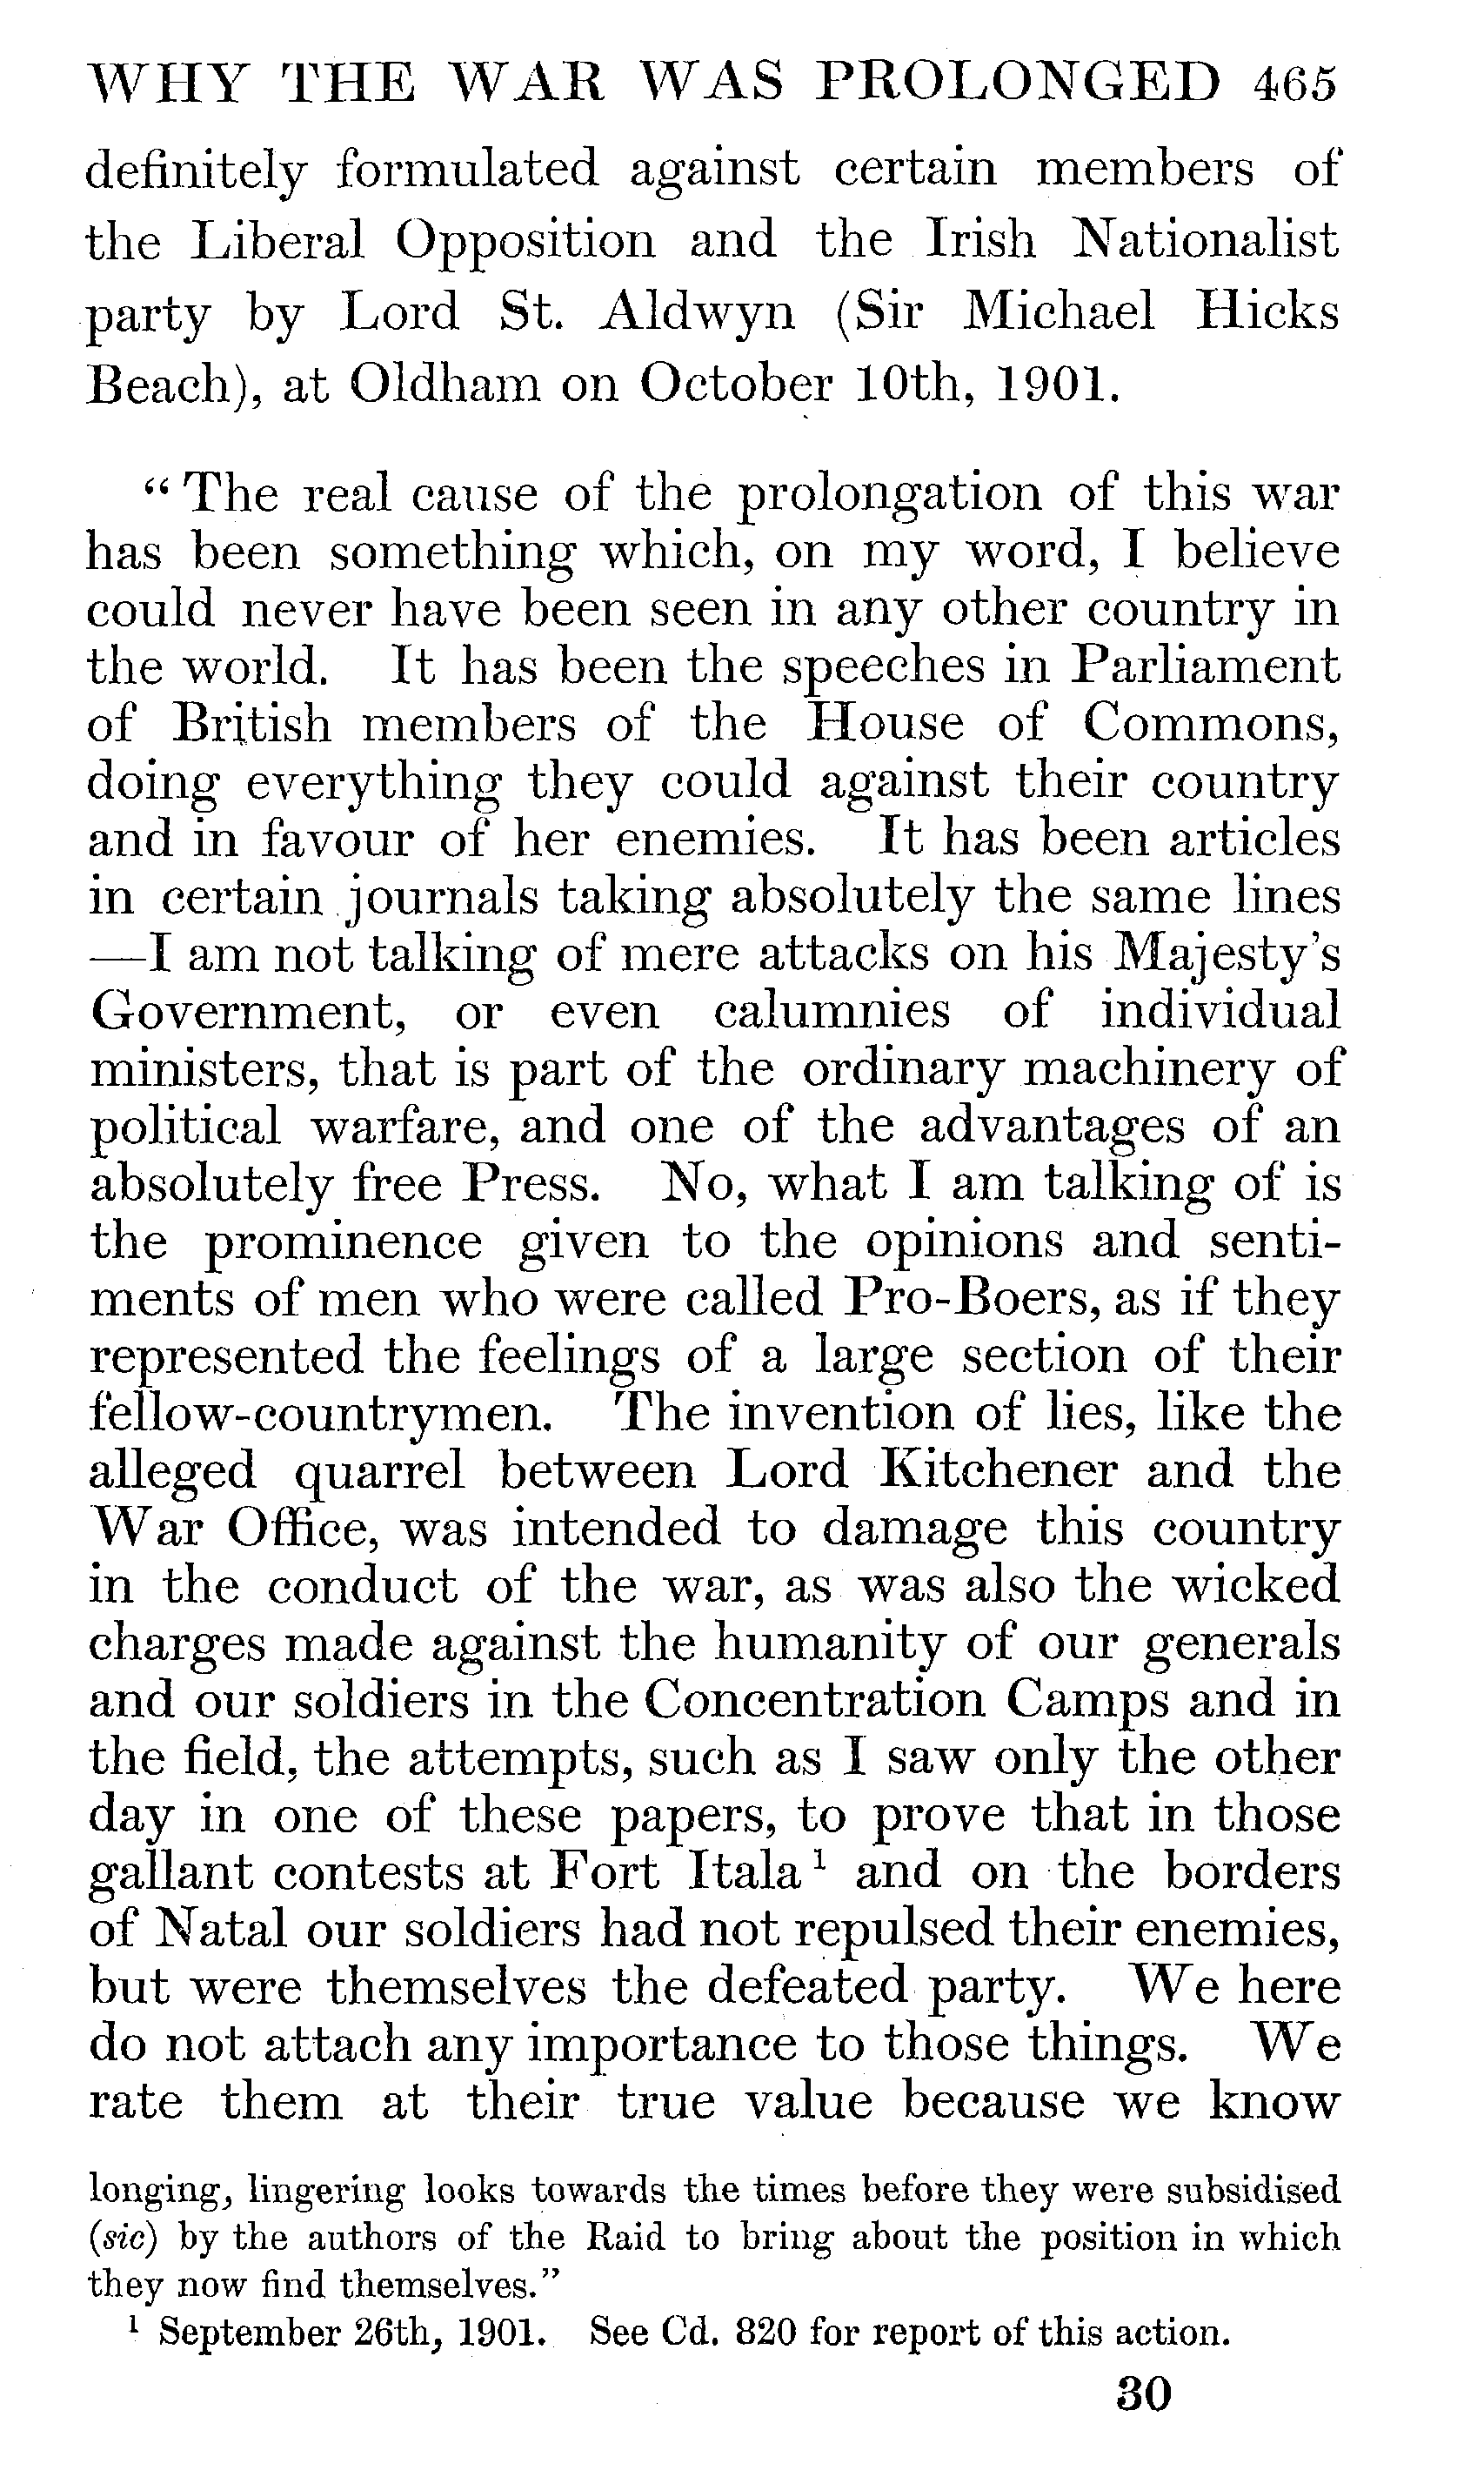 WHY THE WAR WAS PROLONGED 465
definitely formulated against certain members of
the Liberal Opposition and the Irish Nationalist
party by Lord St. Aldwyn (Sir Michael Hicks
Beach), at Oldham on October 10th, 1901.
“The real cause of the prolongation of this war
has been something which, on my word, I believe
could never have been seen in any other country in
the world. It has been the speeches in Parliament
of British members of the House of Commons,
doing everything they could against their country
and in favour of her enemies. It has been articles
in certain journals taking absolutely the same lines
—I am not talking of mere attacks on his Majesty's
Government, or even calumnies of individual
ministers, that is part of the ordinary machinery of
political warfare, and one of the advantages of an
absolutely free Press. No, what I am talking of is
the prominence given to the opinions and senti-
ments of men who were called Pro-Boers, as if they
represented the feelings of a large section of their
fellow-countrymen. The invention of lies, like the
alleged quarrel between Lord Kitchener and the
War Office, was intended to damage this country
in the conduct of the war, as was also the wicked
charges made against the humanity of our generals
and our soldiers in the Concentration Camps and in
the field, the attempts, such as I saw only the other
day in one of these papers, to prove that in those
gallant contests at Fort Itala¹ and on the borders
of Natal our soldiers had not repulsed their enemies,
but were themselves the defeated party. We here
do not attach any importance to those things. We
rate them at their true value because we know
longing, lingering looks towards the times before they were subsidised
(sic) by the authors of the Raid to bring about the position in which
they now find themselves.”
¹ September 26th, 1901. See Cd. 820 for report of this action.
30